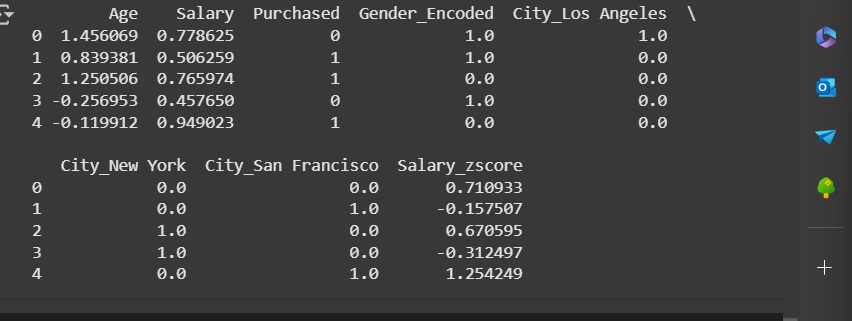 Age    Salary  Purchased  Gender_Encoded  City_Los Angeles  \
0  1.456069  0.778625          0             1.0               1.0
1  0.839381  0.506259          1             1.0               0.0
2  1.250506  0.765974          1             0.0               0.0
3 -0.256953  0.457650          0             1.0               0.0
4 -0.119912  0.949023          1             0.0               0.0

   City_New York  City_San Francisco  Salary_zscore
0            0.0                 0.0       0.710933
1            0.0                 1.0      -0.157507
2            1.0                 0.0       0.670595
3            1.0                 0.0      -0.312497
4            0.0                 1.0       1.254249